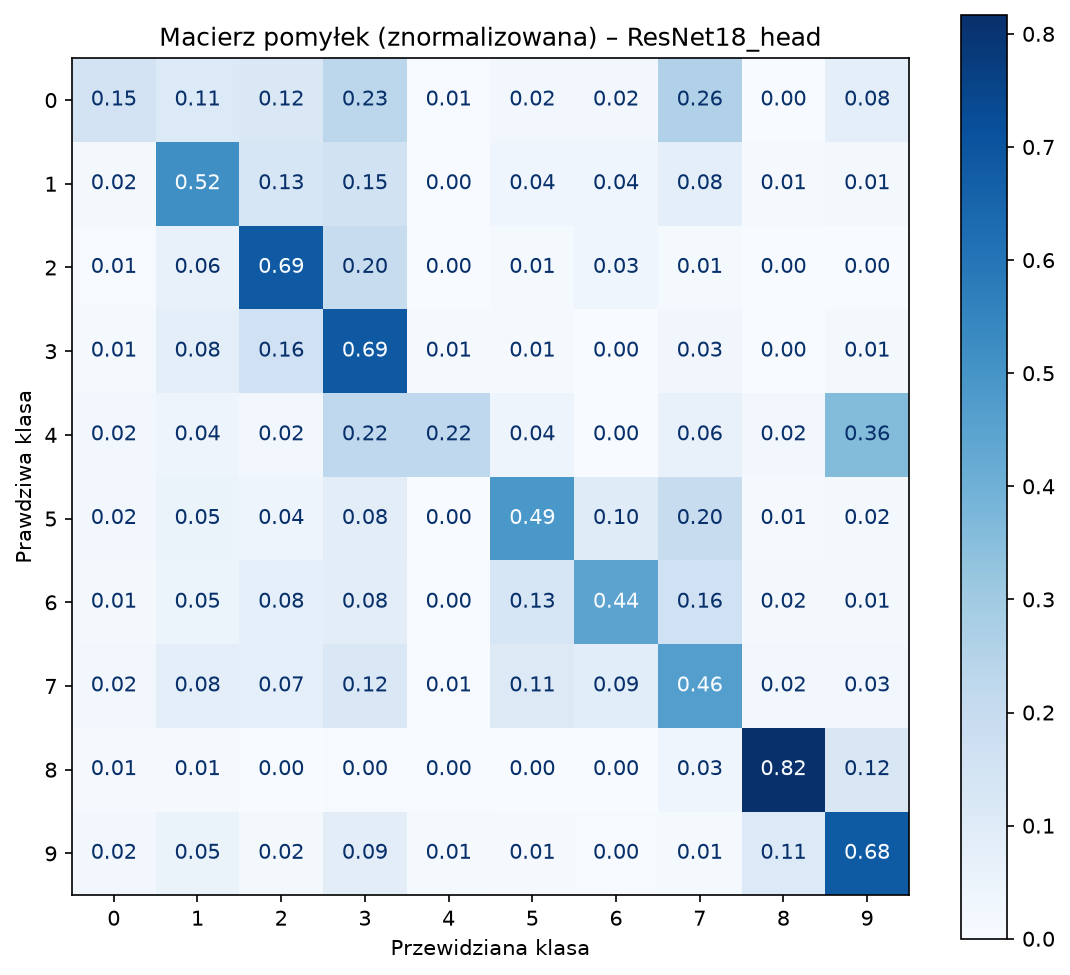 Macierz pomyłek (znormalizowana) – ResNet18_head
0 0.15 0.11 0.12 0.23 0.01 0.02 0.02 0.26 0.00 0.08
1 0.02 0.52 0.13 0.15 0.00 0.04 0.04 0.08 0.01 0.01
2 0.01 0.06 0.69 0.20 0.00 0.01 0.03 0.01 0.00 0.00
3 0.01 0.08 0.16 0.69 0.01 0.01 0.00 0.03 0.00 0.01
4 0.02 0.04 0.02 0.22 0.22 0.04 0.00 0.06 0.02 0.36
5 0.02 0.05 0.04 0.08 0.00 0.49 0.10 0.20 0.01 0.02
6 0.01 0.05 0.08 0.08 0.00 0.13 0.44 0.16 0.02 0.01
7 0.02 0.08 0.07 0.12 0.01 0.11 0.09 0.46 0.02 0.03
8 0.01 0.01 0.00 0.00 0.00 0.00 0.00 0.03 0.82 0.12
9 0.02 0.05 0.02 0.09 0.01 0.01 0.00 0.01 0.11 0.68
0 1 2 3 4 5 6 7 8 9
Przewidziana klasa
Prawdziwa klasa
0.8
0.7
0.6
0.5
0.4
0.3
0.2
0.1
0.0